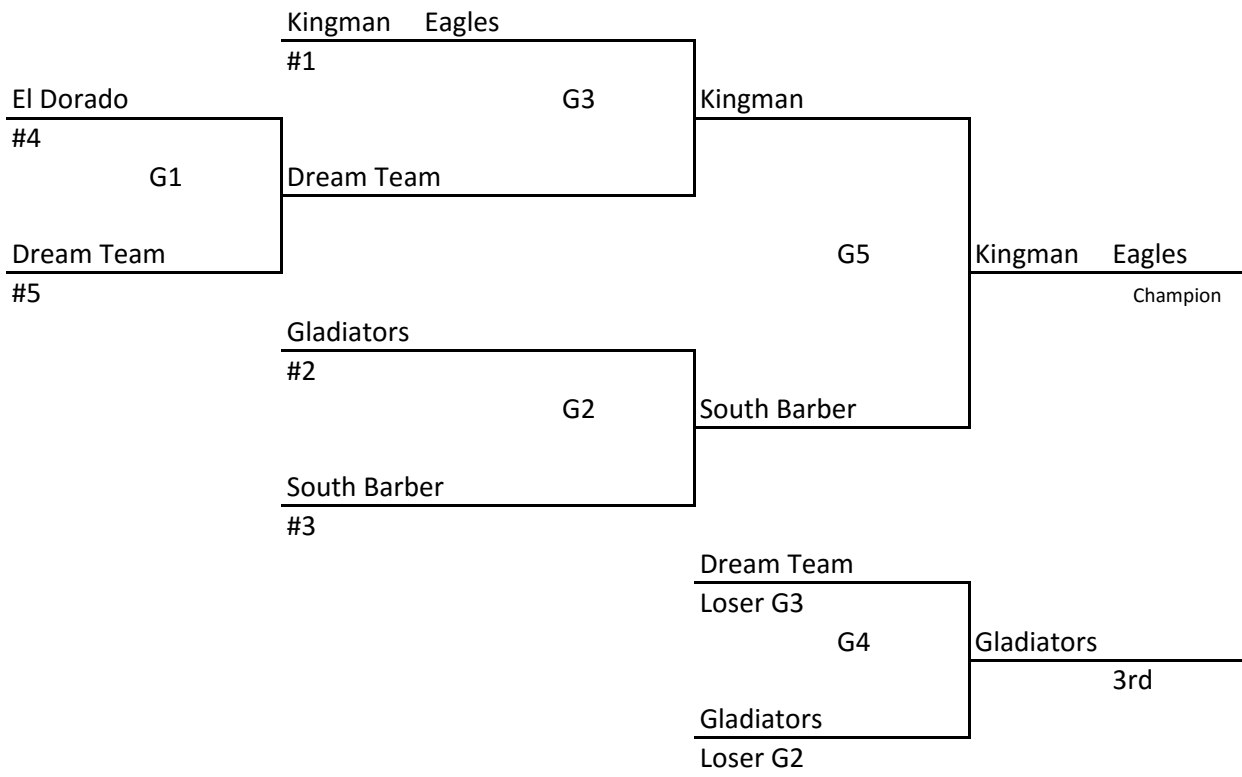 Kingman Eagles
#1
El Dorado
G3
Kingman
#4
G1
Dream Team
Dream Team
G5
Kingman Eagles
#5
Champion
Gladiators
#2
G2
South Barber
South Barber
#3
Dream Team
Loser G3
G4
Gladiators
3rd
Gladiators
Loser G2